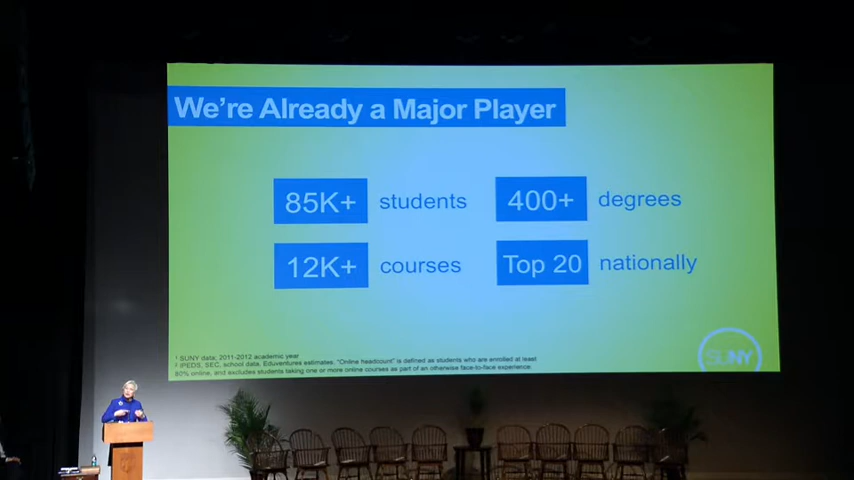 We're Already a Major Player
85K+ students 400+ degrees
12K+ courses Top 20 nationally
SUNY
¹ SUNY data, 2011-2012 academic year
² IPEDS, SEC, school data, Eduventures estimates. "Online headcount" is defined as students who are enrolled at least
80% online, and excludes students taking one or more online courses as part of an otherwise face-to-face experience